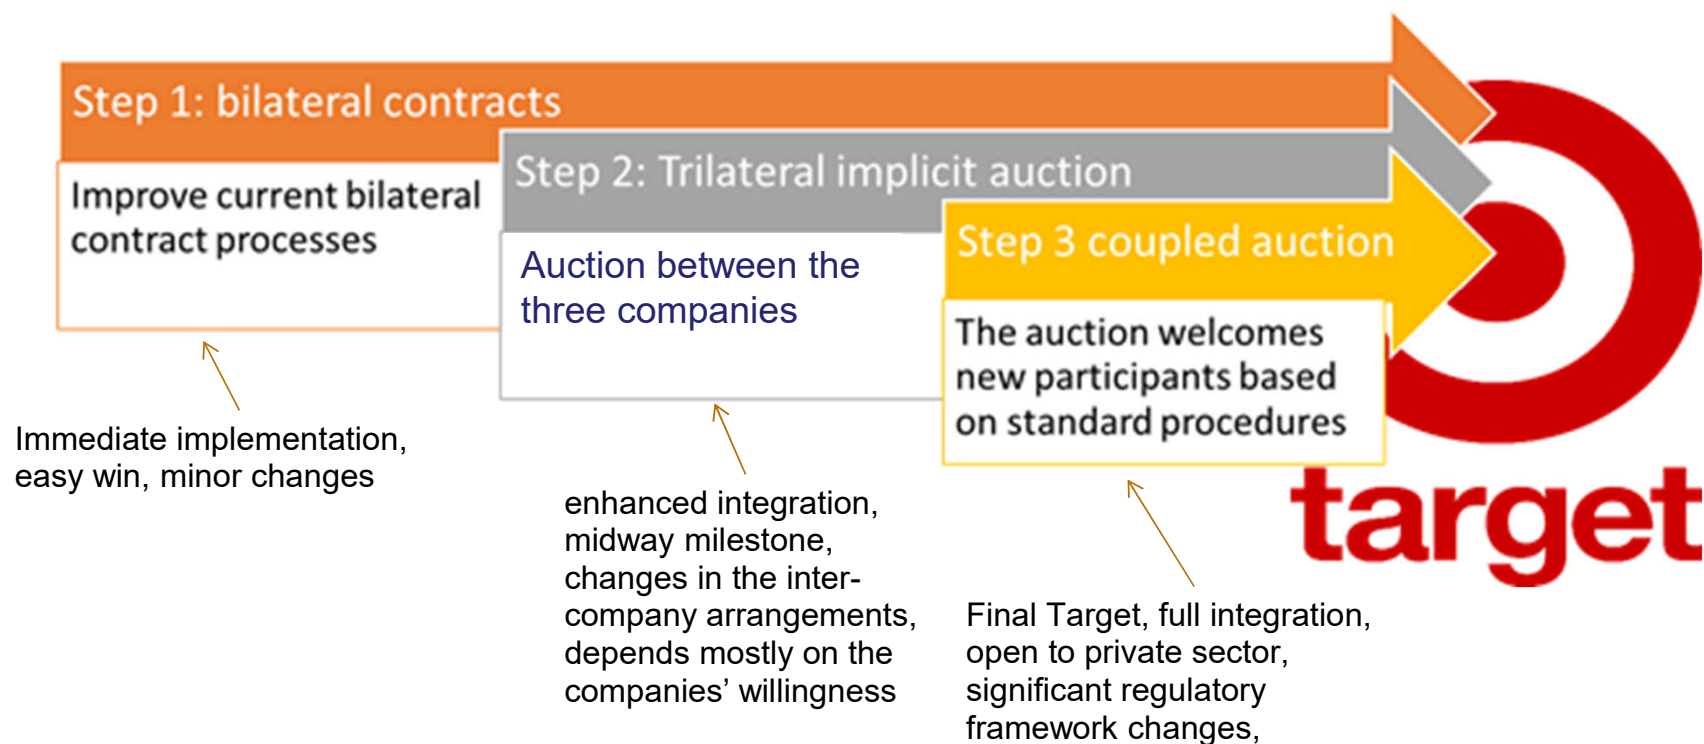 Step 1: bilateral contracts
Improve current bilateral
contract processes
Step 2: Trilateral implicit auction
Auction between the
three companies
Step 3 coupled auction
The auction welcomes
new participants based
on standard procedures
target
Immediate implementation,
easy win, minor changes
enhanced integration,
midway milestone,
changes in the inter-
company arrangements,
depends mostly on the
companies’ willingness
Final Target, full integration,
open to private sector,
significant regulatory
framework changes,